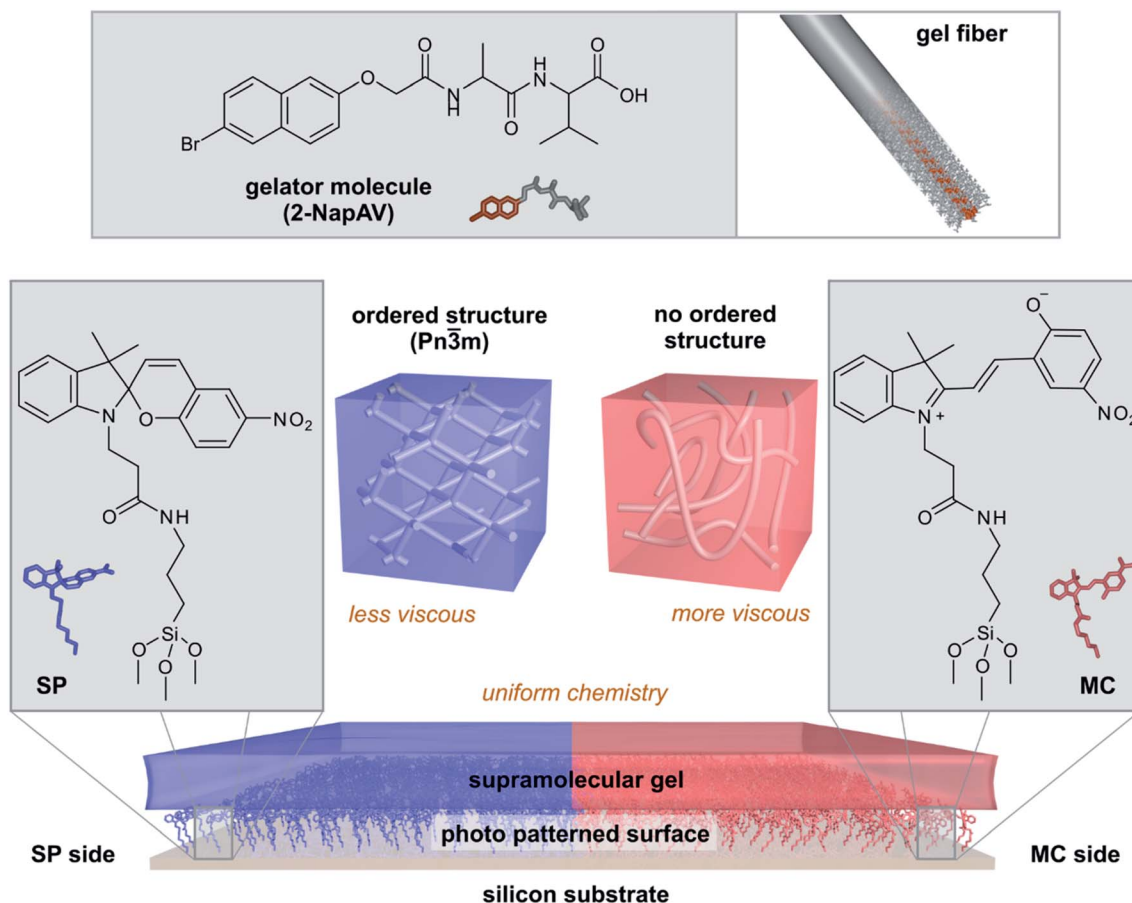 gel fiber
O
O
O
N
H
O
H
N
O
OH
Br
gelator molecule
(2-NapAV)
ordered structure
(Pn3̅m)
no ordered
structure
N
O
NO2
O
NH
Si
O
O
O
SP
less viscous
more viscous
O−
N+
NO2
O
NH
Si
O
O
O
MC
uniform chemistry
supramolecular gel
photo patterned surface
SP side
MC side
silicon substrate